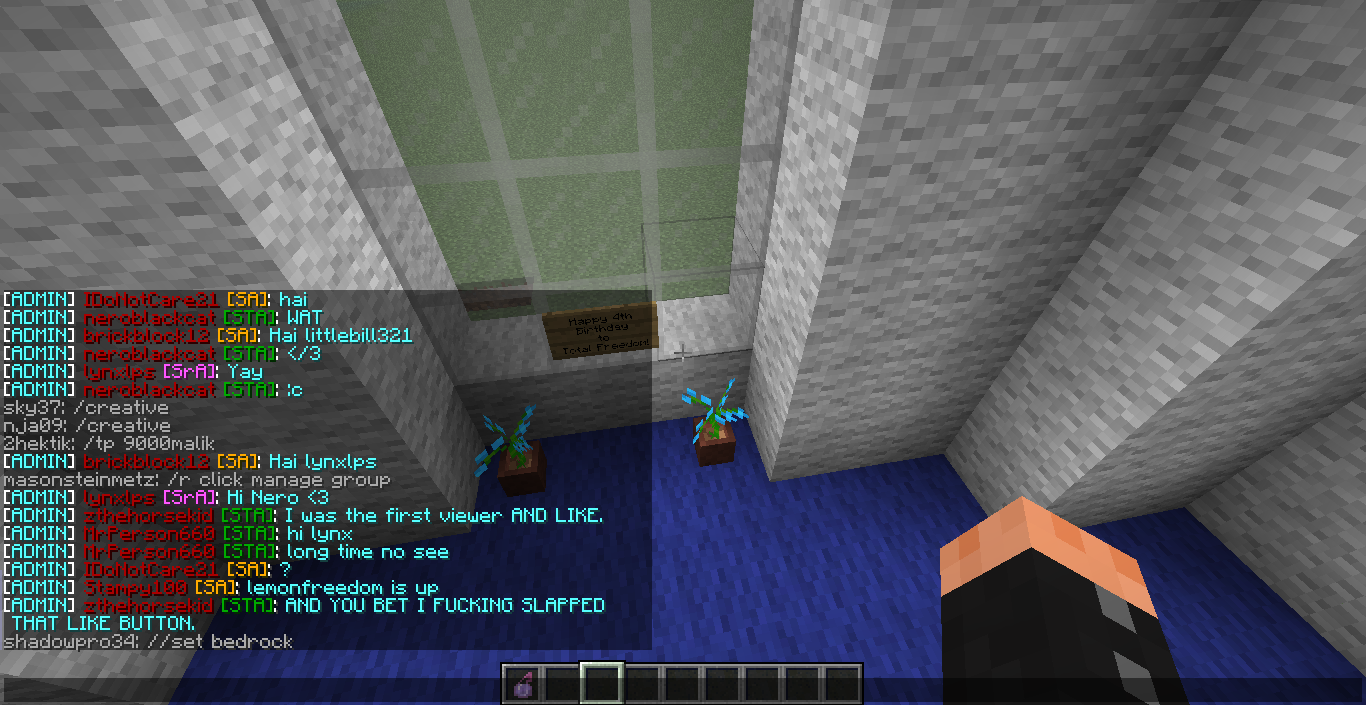 Happy 4th
Birthday
to
Total Freedom!
[ADMIN] IDoNotCare21 [SA]: hai
[ADMIN] neroblackcat [STA]: WAT
[ADMIN] brickblock12 [SA]: Hai littlebill321
[ADMIN] neroblackcat [STA]: </3
[ADMIN] lynxlps [SrA]: Yay
[ADMIN] neroblackcat [STA]: :c
sky37: /creative
n_ja09: /creative
2hektik: /tp 9000malik
[ADMIN] brickblock12 [SA]: Hai lynxlps
masonsteinmetz: /r click manage group
[ADMIN] lynxlps [SrA]: Hi Nero <3
[ADMIN] zthehorsekid [STA]: I was the first viewer AND LIKE.
[ADMIN] MrPerson660 [STA]: hi lynx
[ADMIN] MrPerson660 [STA]: long time no see
[ADMIN] IDoNotCare21 [SA]: ?
[ADMIN] Stampy100 [SA]: lemonfreedom is up
[ADMIN] zthehorsekid [STA]: AND YOU BET I FUCKING SLAPPED
THAT LIKE BUTTON.
shadowpro34: //set bedrock